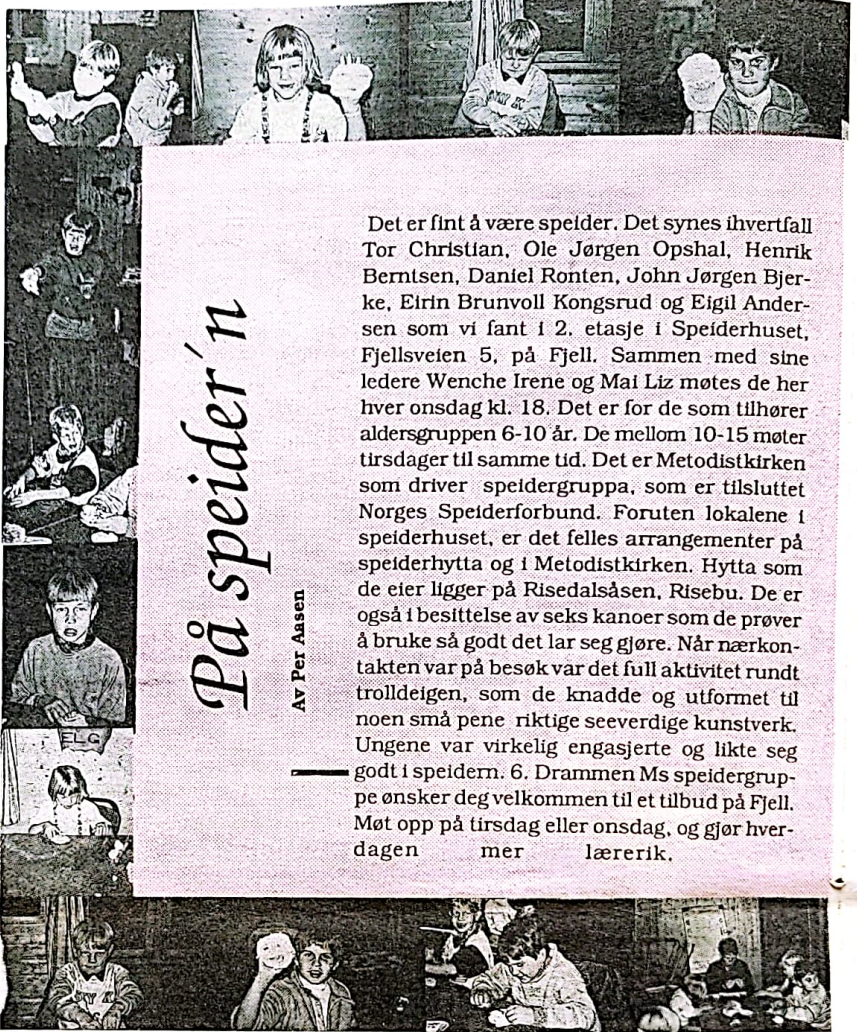 På speider'n
Av Per Aasen
Det er fint å være speider. Det synes ihvertfall
Tor Christian, Ole Jørgen Opshal, Henrik
Berntsen, Daniel Ronten, John Jørgen Bjer-
ke, Eirin Brunvoll Kongsrud og Eigil Ander-
sen som vi fant i 2. etasje i Speiderhuset,
Fjellsveien 5, på Fjell. Sammen med sine
ledere Wenche Irene og Mai Liz møtes de her
hver onsdag kl. 18. Det er for de som tilhører
aldersgruppen 6-10 år. De mellom 10-15 møter
tirsdager til samme tid. Det er Metodistkirken
som driver speidergruppa, som er tilsluttet
Norges Speiderforbund. Foruten lokalene i
speiderhuset, er det felles arrangementer på
speiderhytta og i Metodistkirken. Hytta som
de eier ligger på Risedalsåsen, Risebu. De er
også i besittelse av seks kanoer som de prøver
å bruke så godt det lar seg gjøre. Når nærkon-
takten var på besøk var det full aktivitet rundt
trolldeigen, som de knadde og utformet til
noen små pene riktige seeverdige kunstverk.
Ungene var virkelig engasjerte og likte seg
godt i speidern. 6. Drammen Ms speidergrup-
pe ønsker deg velkommen til et tilbud på Fjell.
Møt opp på tirsdag eller onsdag, og gjør hver-
dagen mer lærerik.
ELG